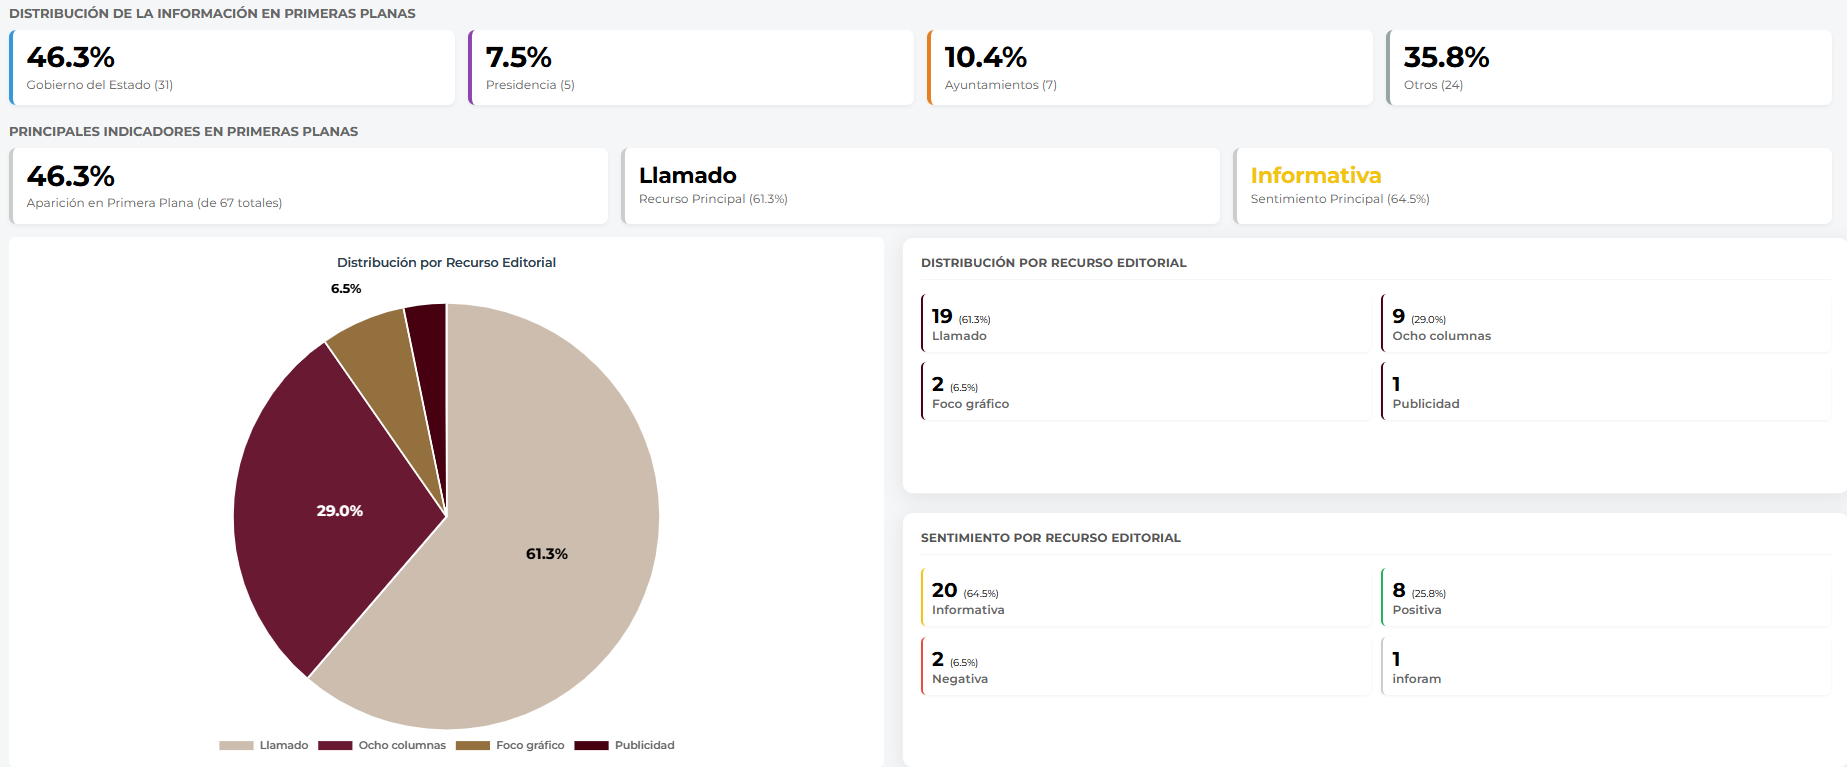 DISTRIBUCIÓN DE LA INFORMACIÓN EN PRIMERAS PLANAS
46.3%
Gobierno del Estado (31)
7.5%
Presidencia (5)
10.4%
Ayuntamientos (7)
35.8%
Otros (24)
PRINCIPALES INDICADORES EN PRIMERAS PLANAS
46.3%
Aparición en Primera Plana (de 67 totales)
Llamado
Recurso Principal (61.3%)
Informativa
Sentimiento Principal (64.5%)
Distribución por Recurso Editorial
6.5%
29.0%
61.3%
Llamado Ocho columnas Foco gráfico Publicidad
DISTRIBUCIÓN POR RECURSO EDITORIAL
19 (61.3%)
Llamado
9 (29.0%)
Ocho columnas
2 (6.5%)
Foco gráfico
1
Publicidad
SENTIMIENTO POR RECURSO EDITORIAL
20 (64.5%)
Informativa
8 (25.8%)
Positiva
2 (6.5%)
Negativa
1
inforam